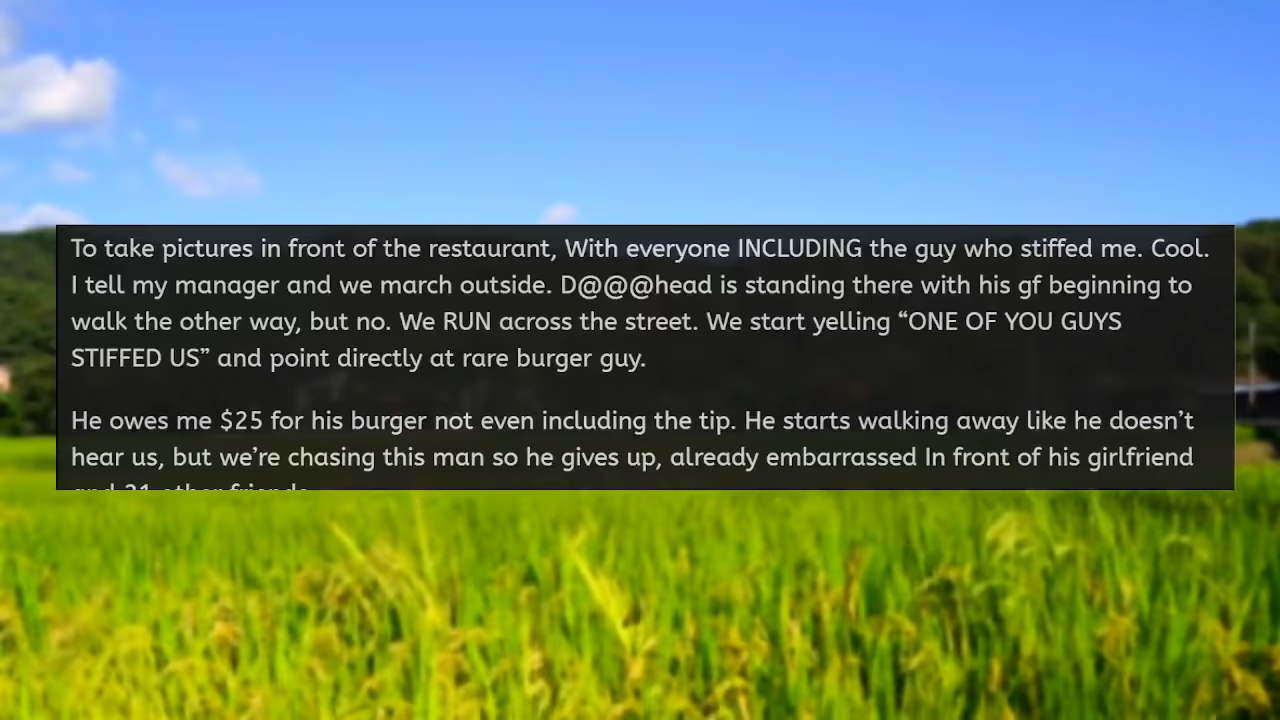 To take pictures in front of the restaurant, With everyone INCLUDING the guy who stiffed me. Cool.
I tell my manager and we march outside. D@@@head is standing there with his gf beginning to
walk the other way, but no. We RUN across the street. We start yelling “ONE OF YOU GUYS
STIFFED US” and point directly at rare burger guy.
He owes me $25 for his burger not even including the tip. He starts walking away like he doesn’t
hear us, but we’re chasing this man so he gives up, already embarrassed In front of his girlfriend